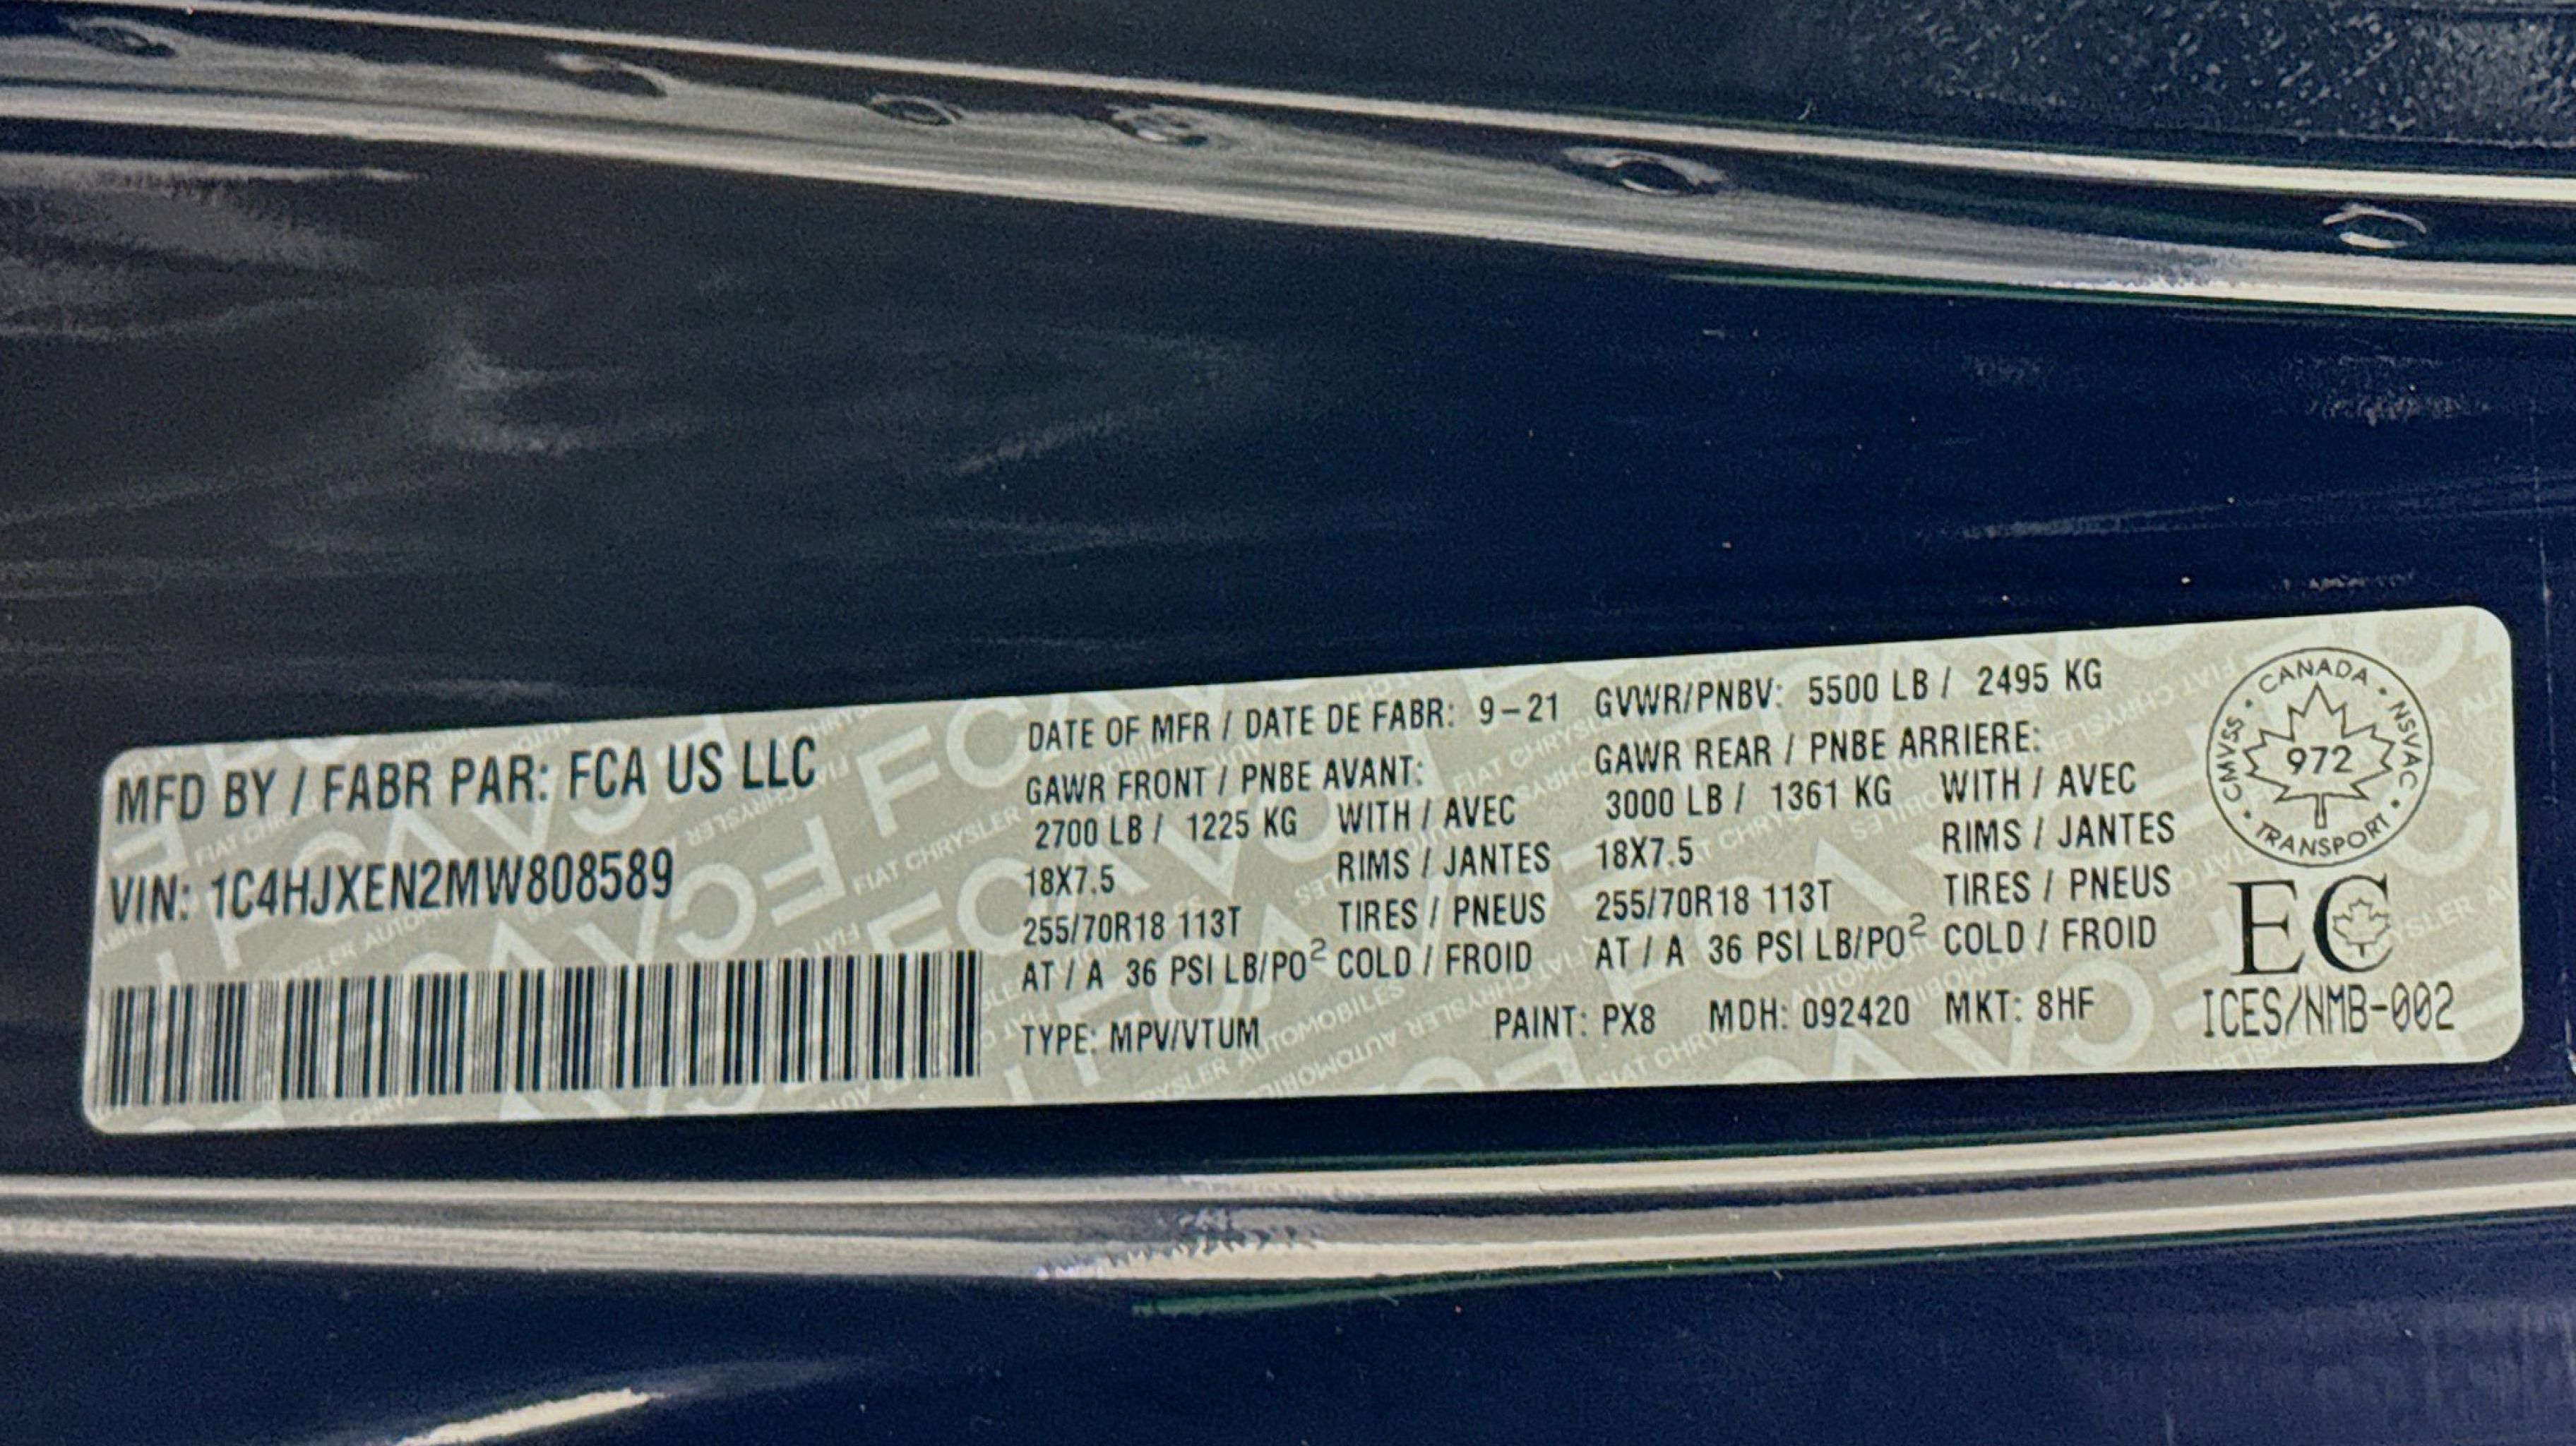 MFD BY / FABR PAR: FCA US LLC
VIN: 1C4HJXEN2MW808589
DATE OF MFR / DATE DE FABR: 9-21
GVWR/PNBV: 5500 LB / 2495 KG
GAWR FRONT / PNBE AVANT:
2700 LB / 1225 KG WITH / AVEC
18X7.5 RIMS / JANTES
255/70R18 113T TIRES / PNEUS
AT / A 36 PSI LB/PO² COLD / FROID
GAWR REAR / PNBE ARRIERE:
3000 LB / 1361 KG WITH / AVEC
18X7.5 RIMS / JANTES
255/70R18 113T TIRES / PNEUS
AT / A 36 PSI LB/PO² COLD / FROID
TYPE: MPV/VTUM PAINT: PX8 MDH: 092420 MKT: 8HF
CANADA • NSVAC • TRANSPORT • CMVSS •
972
EC
ICES/NMB-002